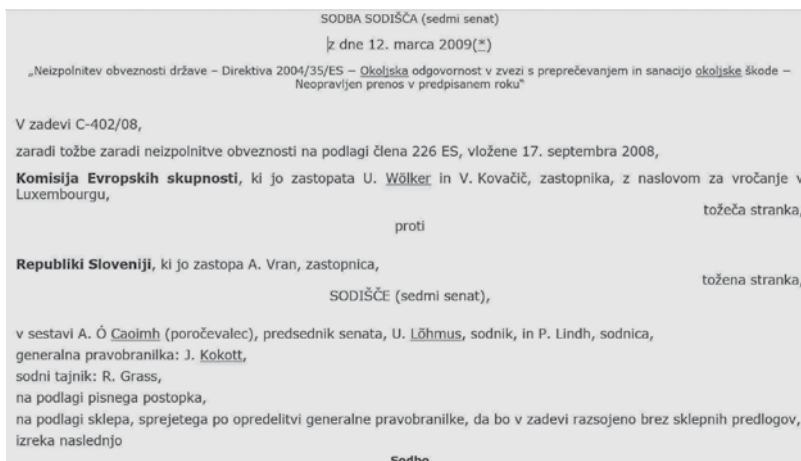 SODBA SODIŠČA (sedmi senat)
z dne 12. marca 2009(*)
„Neizpolnitev obveznosti države – Direktiva 2004/35/ES – Okoljska odgovornost v zvezi s preprečevanjem in sanacijo okoljske škode –
Neopravljen prenos v predpisanem roku“
V zadevi C-402/08,
zaradi tožbe zaradi neizpolnitve obveznosti na podlagi člena 226 ES, vložene 17. septembra 2008,
Komisija Evropskih skupnosti, ki jo zastopata U. Wölker in V. Kovačič, zastopnika, z naslovom za vročanje v
Luxembourgu,
tožeča stranka,
proti
Republiki Sloveniji, ki jo zastopa A. Vran, zastopnica,
tožena stranka,
SODIŠČE (sedmi senat),
v sestavi A. Ó Caoimh (poročevalec), predsednik senata, U. Lõhmus, sodnik, in P. Lindh, sodnica,
generalna pravobranilka: J. Kokott,
sodni tajnik: R. Grass,
na podlagi pisnega postopka,
na podlagi sklepa, sprejetega po opredelitvi generalne pravobranilke, da bo v zadevi razsojeno brez sklepnih predlogov,
izreka naslednjo
Sodbo